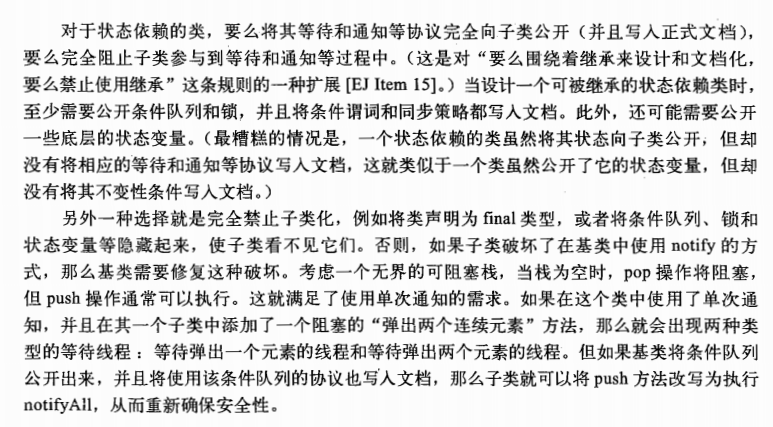 对于状态依赖的类，要么将其等待和通知等协议完全向子类公开（并且写入正式文档），
要么完全阻止子类参与到等待和通知等过程中。（这是对“要么围绕着继承来设计和文档化，
要么禁止使用继承”这条规则的一种扩展 [EJ Item 15]。）当设计一个可被继承的状态依赖类时，
至少需要公开条件队列和锁，并且将条件谓词和同步策略都写入文档。此外，还可能需要公开
一些底层的状态变量。（最糟糕的情况是，一个状态依赖的类虽然将其状态向子类公开，但却
没有将相应的等待和通知等协议写入文档，这就类似于一个类虽然公开了它的状态变量，但却
没有将其不变性条件写入文档。）
另外一种选择就是完全禁止子类化，例如将类声明为 final 类型，或者将条件队列、锁和
状态变量等隐藏起来，使子类看不见它们。否则，如果子类破坏了在基类中使用 notify 的方
式，那么基类需要修复这种破坏。考虑一个无界的可阻塞栈，当栈为空时，pop 操作将阻塞，
但 push 操作通常可以执行。这就满足了使用单次通知的需求。如果在这个类中使用了单次通
知，并且在其一个子类中添加了一个阻塞的“弹出两个连续元素”方法，那么就会出现两种类
型的等待线程：等待弹出一个元素的线程和等待弹出两个元素的线程。但如果基类将条件队列
公开出来，并且将使用该条件队列的协议也写入文档，那么子类就可以将 push 方法改写为执行
notifyAll，从而重新确保安全性。